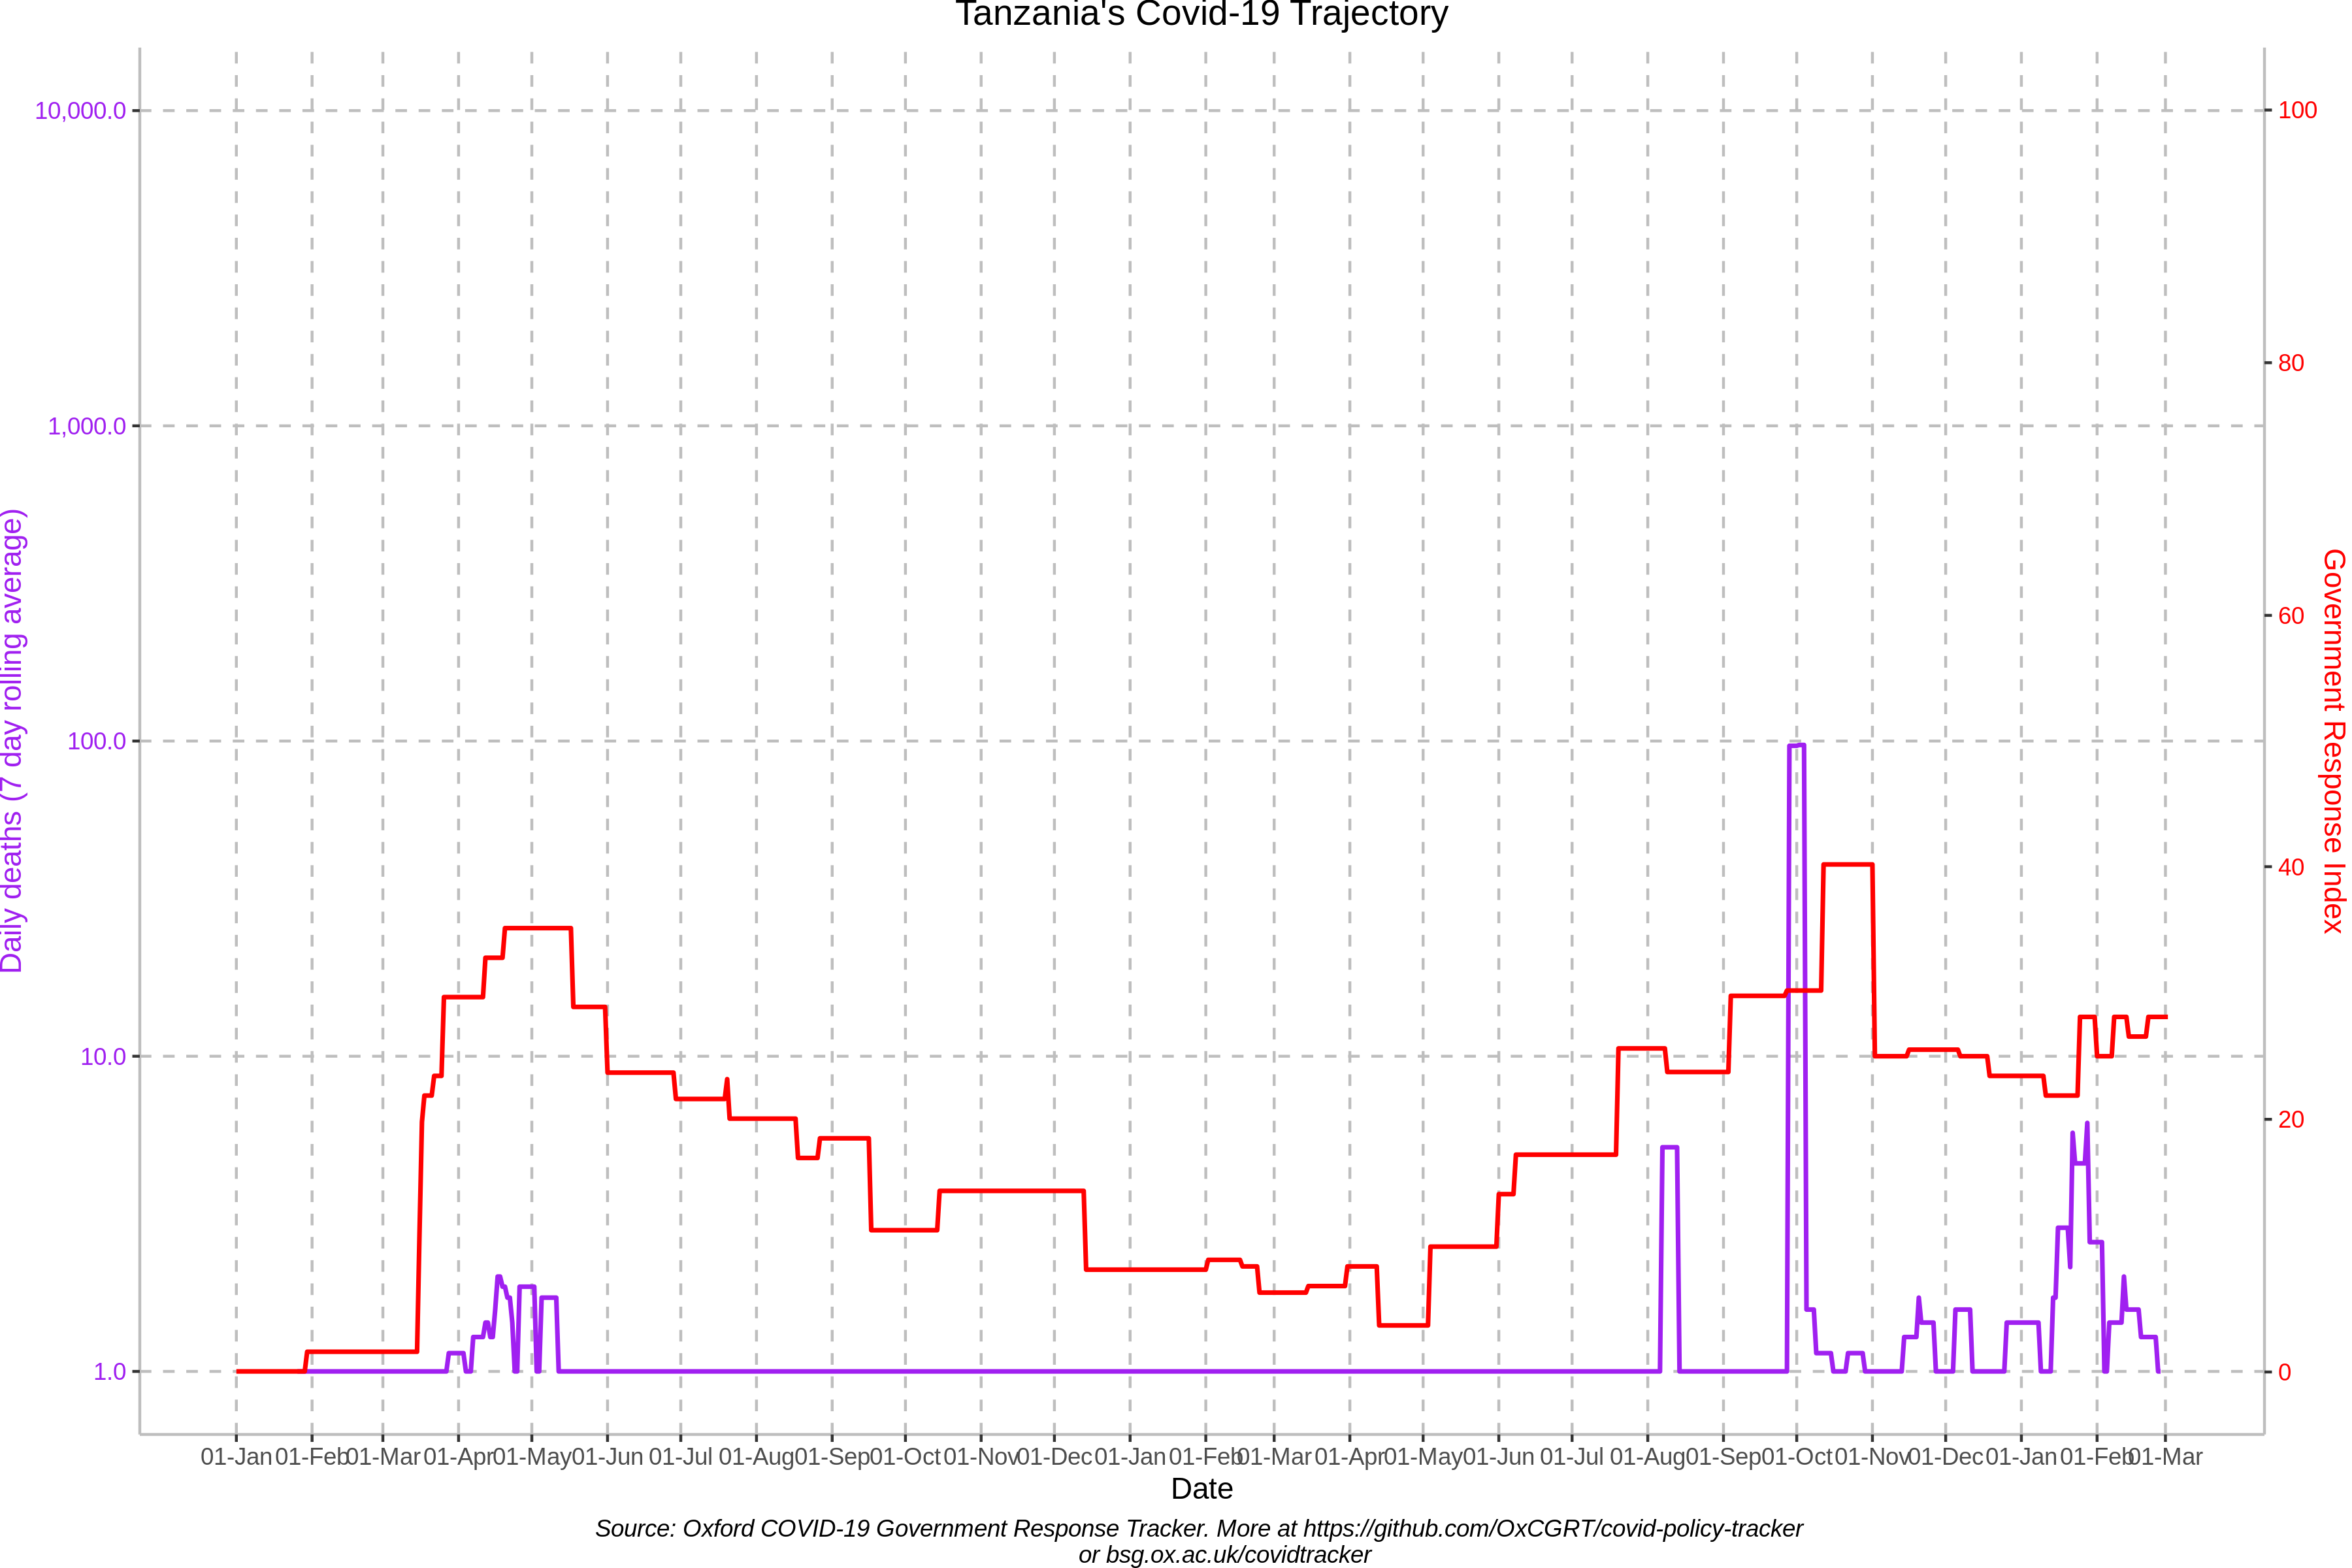 Tanzania's Covid-19 Trajectory
10,000.0
1,000.0
100.0
10.0
1.0
Daily deaths (7 day rolling average)
100
80
60
40
20
0
Government Response Index
01-Jan 01-Feb 01-Mar 01-Apr 01-May 01-Jun 01-Jul 01-Aug 01-Sep 01-Oct 01-Nov 01-Dec 01-Jan 01-Feb 01-Mar 01-Apr 01-May 01-Jun 01-Jul 01-Aug 01-Sep 01-Oct 01-Nov 01-Dec 01-Jan 01-Feb 01-Mar
Date
Source: Oxford COVID-19 Government Response Tracker. More at https://github.com/OxCGRT/covid-policy-tracker
or bsg.ox.ac.uk/covidtracker